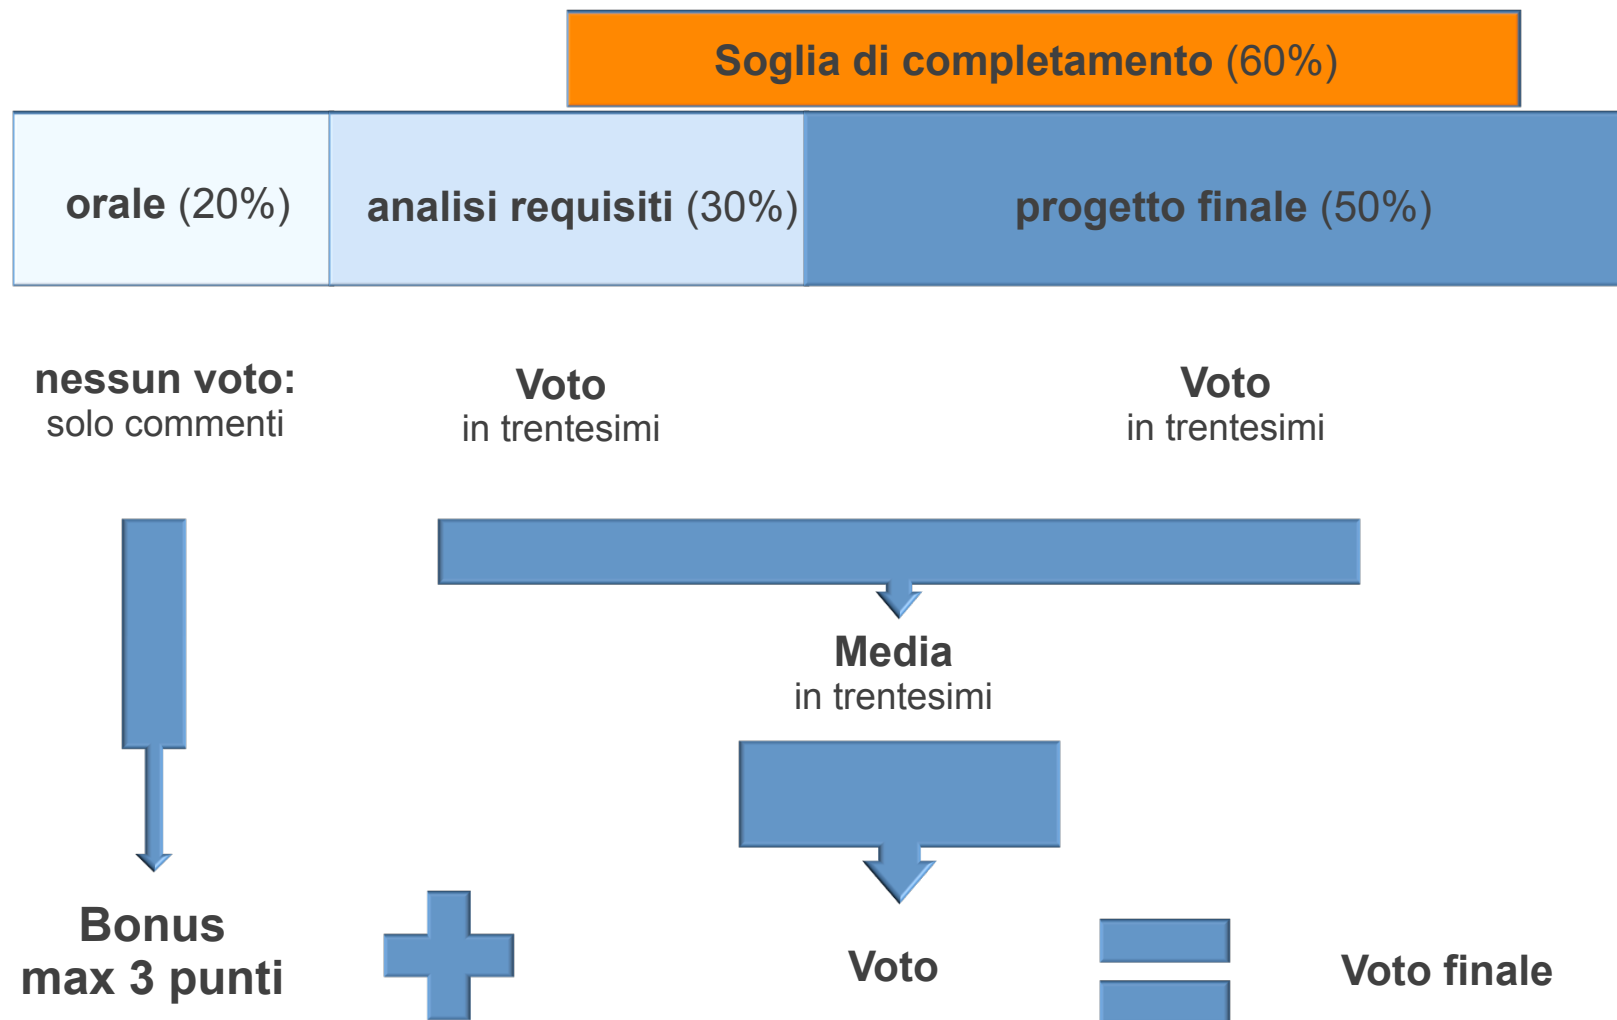 Soglia di completamento (60%)
orale (20%)
analisi requisiti (30%)
progetto finale (50%)
nessun voto:
solo commenti
Voto
in trentesimi
Voto
in trentesimi
Media
in trentesimi
Bonus
max 3 punti
Voto
Voto finale